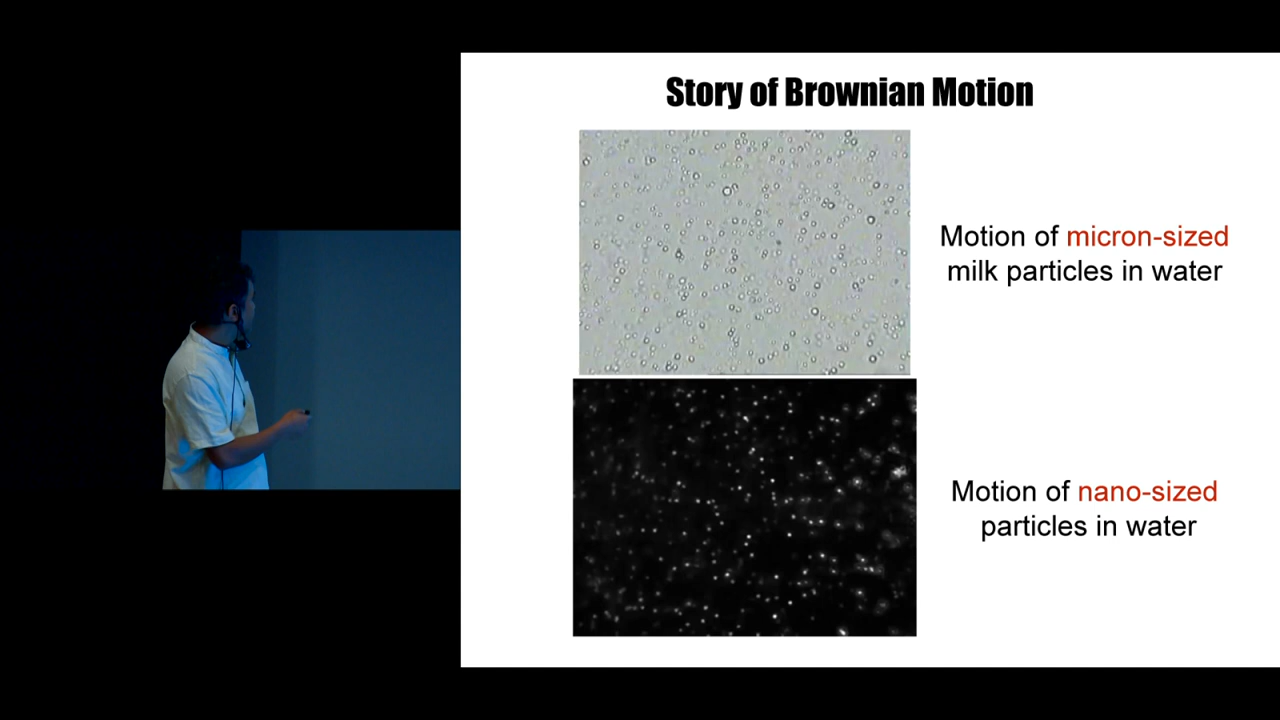 Story of Brownian Motion
Motion of micron-sized
milk particles in water
Motion of nano-sized
particles in water